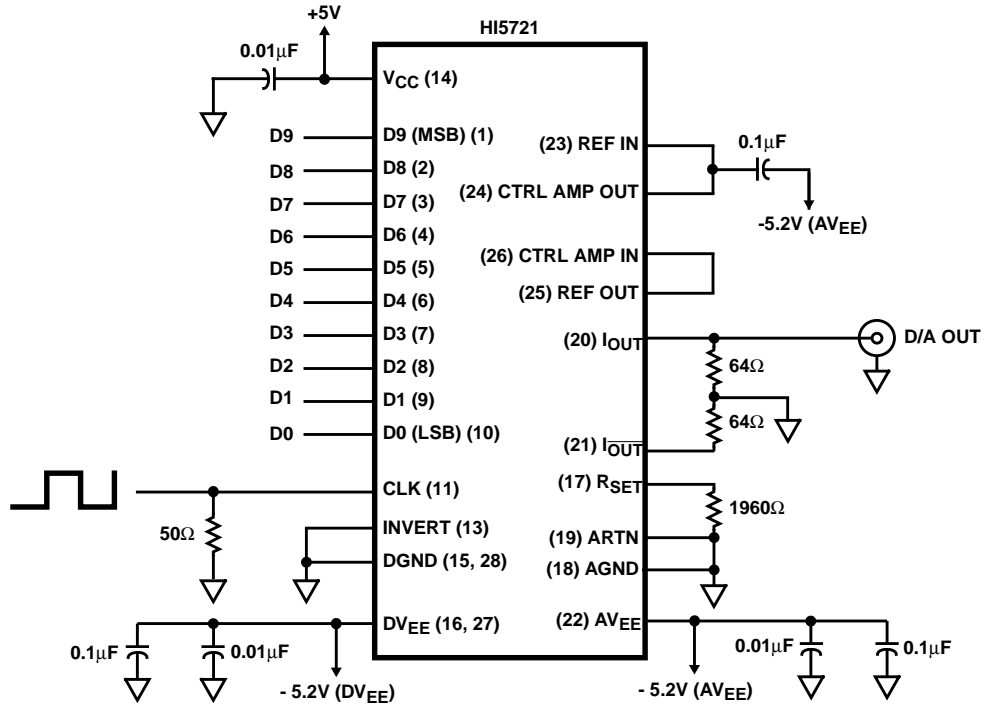 +5V
HI5721
0.01μF
VCC (14)
D9
D9 (MSB) (1)
D8
D8 (2)
D7
D7 (3)
D6
D6 (4)
D5
D5 (5)
D4
D4 (6)
D3
D3 (7)
D2
D2 (8)
D1
D1 (9)
D0
D0 (LSB) (10)
CLK (11)
50Ω
INVERT (13)
DGND (15, 28)
DVEE (16, 27)
0.1μF
0.01μF
- 5.2V (DVEE)
(23) REF IN
0.1μF
(24) CTRL AMP OUT
-5.2V (AVEE)
(26) CTRL AMP IN
(25) REF OUT
(20) IOUT
D/A OUT
64Ω
64Ω
(21) I̅O̅U̅T̅
(17) RSET
1960Ω
(19) ARTN
(18) AGND
(22) AVEE
0.01μF
0.1μF
- 5.2V (AVEE)